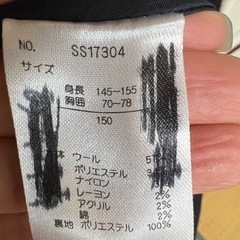 NO. SS17304
サイズ
身長 145~155
胸囲 70~78
150
体 ウール
ポリエステル
ナイロン
レーヨン 2%
アクリル 2%
綿 2%
裏地 ポリエステル 100%